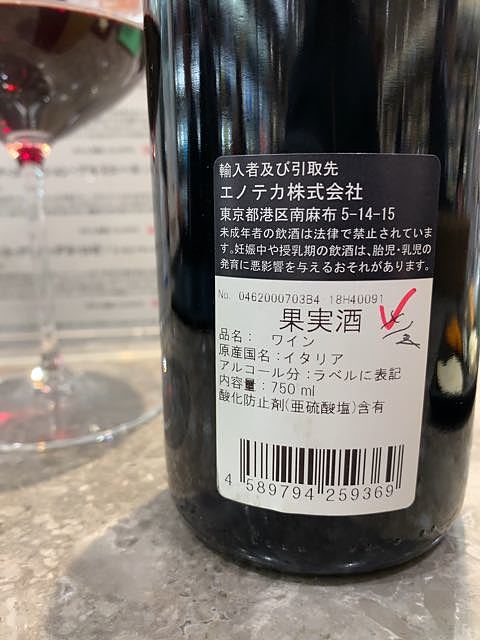 輸入者及び引取先
エノテカ株式会社
東京都港区南麻布 5-14-15
未成年者の飲酒は法律で禁止されていま
す。妊娠中や授乳期の飲酒は、胎児・乳児の
発育に悪影響を与えるおそれがあります。
No. 0462000703B4 18H40091
果実酒
品名： ワイン
原産国名：イタリア
アルコール分：ラベルに表記
内容量：750 ml
酸化防止剤(亜硫酸塩)含有
4 589794 259369